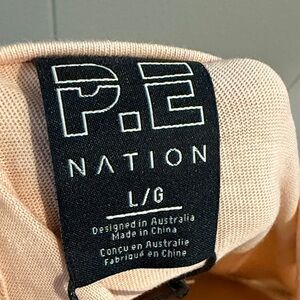 P.E
NATION
L/G
Designed in Australia
Made in China
Conçu en Australie
Fabriqué en Chine